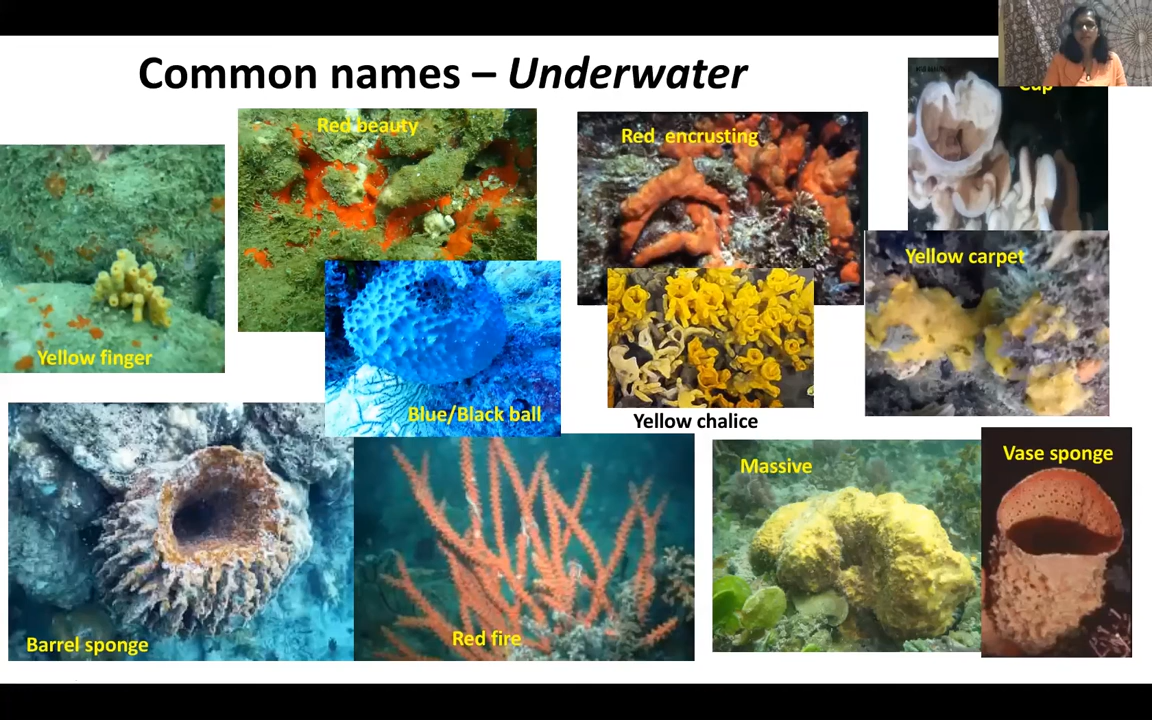 Common names – Underwater
Cup
Red beauty
Red encrusting
Yellow carpet
Yellow finger
Blue/Black ball
Yellow chalice
Massive
Vase sponge
Barrel sponge
Red fire